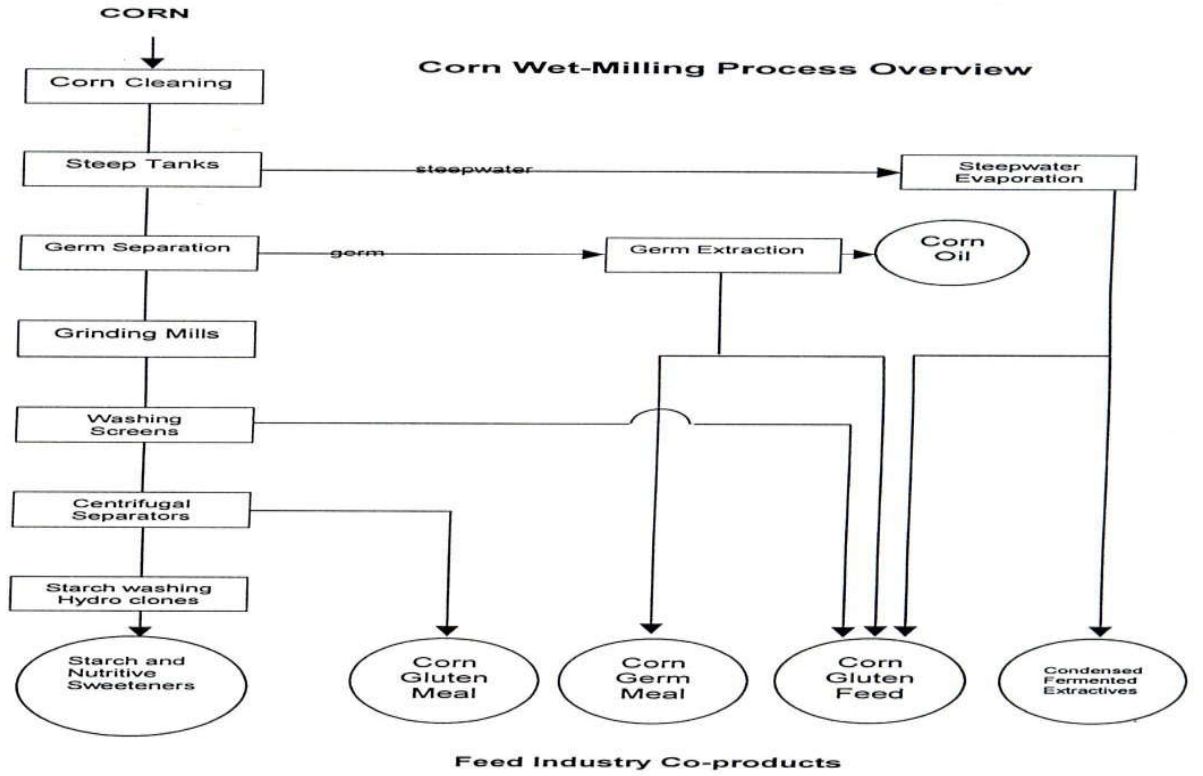 CORN
Corn Wet-Milling Process Overview
Corn Cleaning
Steep Tanks
steepwater
Steepwater
Evaporation
Germ Separation
germ
Germ Extraction
Corn
Oil
Grinding Mills
Washing
Screens
Centrifugal
Separators
Starch washing
Hydro clones
Starch and
Nutritive
Sweeteners
Corn
Gluten
Meal
Corn
Germ
Meal
Corn
Gluten
Feed
Condensed
Fermented
Extractives
Feed Industry Co-products